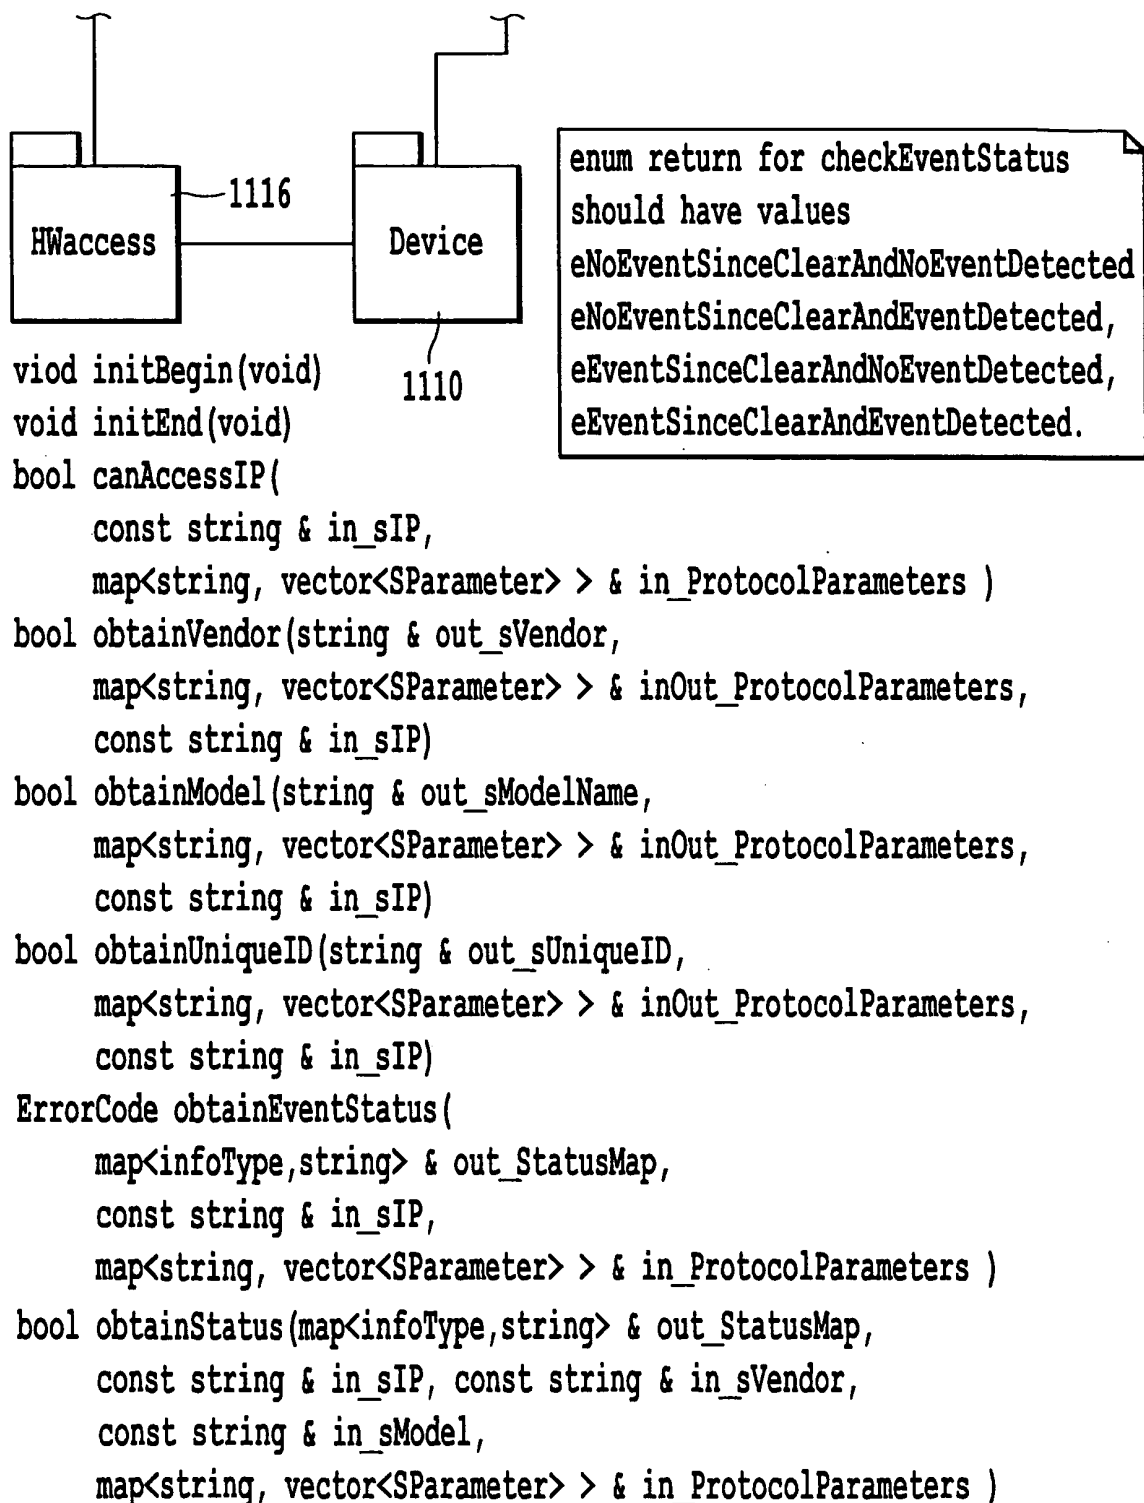 1116
HWaccess
Device
1110
enum return for checkEventStatus
should have values
eNoEventSinceClearAndNoEventDetected
eNoEventSinceClearAndEventDetected,
eEventSinceClearAndNoEventDetected,
eEventSinceClearAndEventDetected.
viod initBegin(void)
void initEnd(void)
bool canAccessIP(
const string & in_sIP,
map<string, vector<SParameter> > & in_ProtocolParameters )
bool obtainVendor(string & out_sVendor,
map<string, vector<SParameter> > & inOut_ProtocolParameters,
const string & in_sIP)
bool obtainModel(string & out_sModelName,
map<string, vector<SParameter> > & inOut_ProtocolParameters,
const string & in_sIP)
bool obtainUniqueID(string & out_sUniqueID,
map<string, vector<SParameter> > & inOut_ProtocolParameters,
const string & in_sIP)
ErrorCode obtainEventStatus(
map<infoType,string> & out_StatusMap,
const string & in_sIP,
map<string, vector<SParameter> > & in_ProtocolParameters )
bool obtainStatus(map<infoType,string> & out_StatusMap,
const string & in_sIP, const string & in_sVendor,
const string & in_sModel,
map<string, vector<SParameter> > & in_ProtocolParameters )